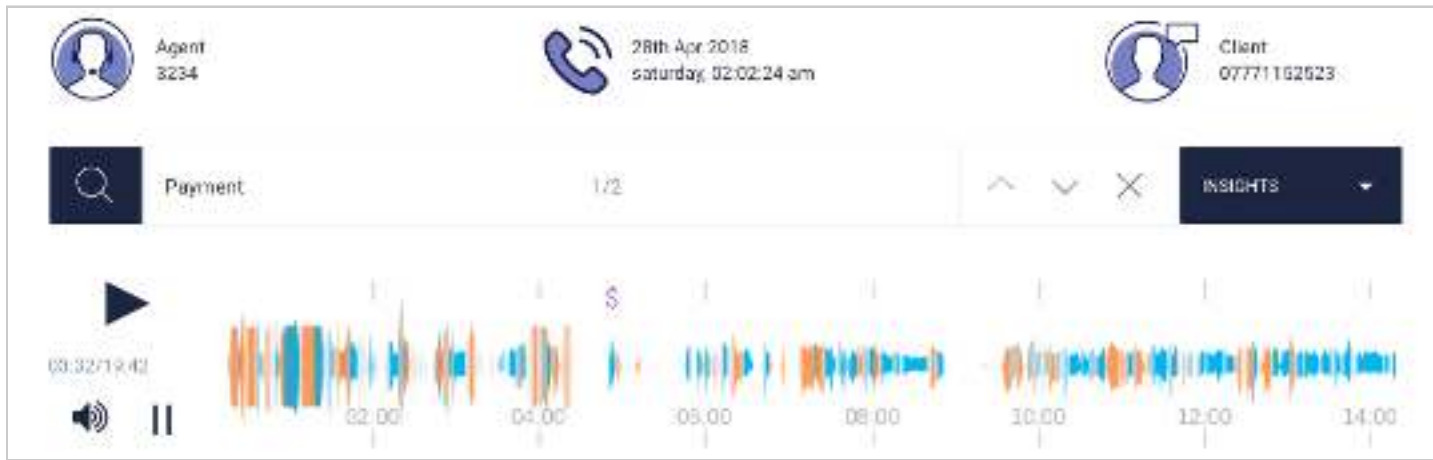 Agent
3234
28th Apr 2018
saturday, 02:02:24 am
Client
07771152523
Payment
1/2
INSIGHTS
$
03:32/19:42
02:00
04:00
06:00
08:00
10:00
12:00
14:00